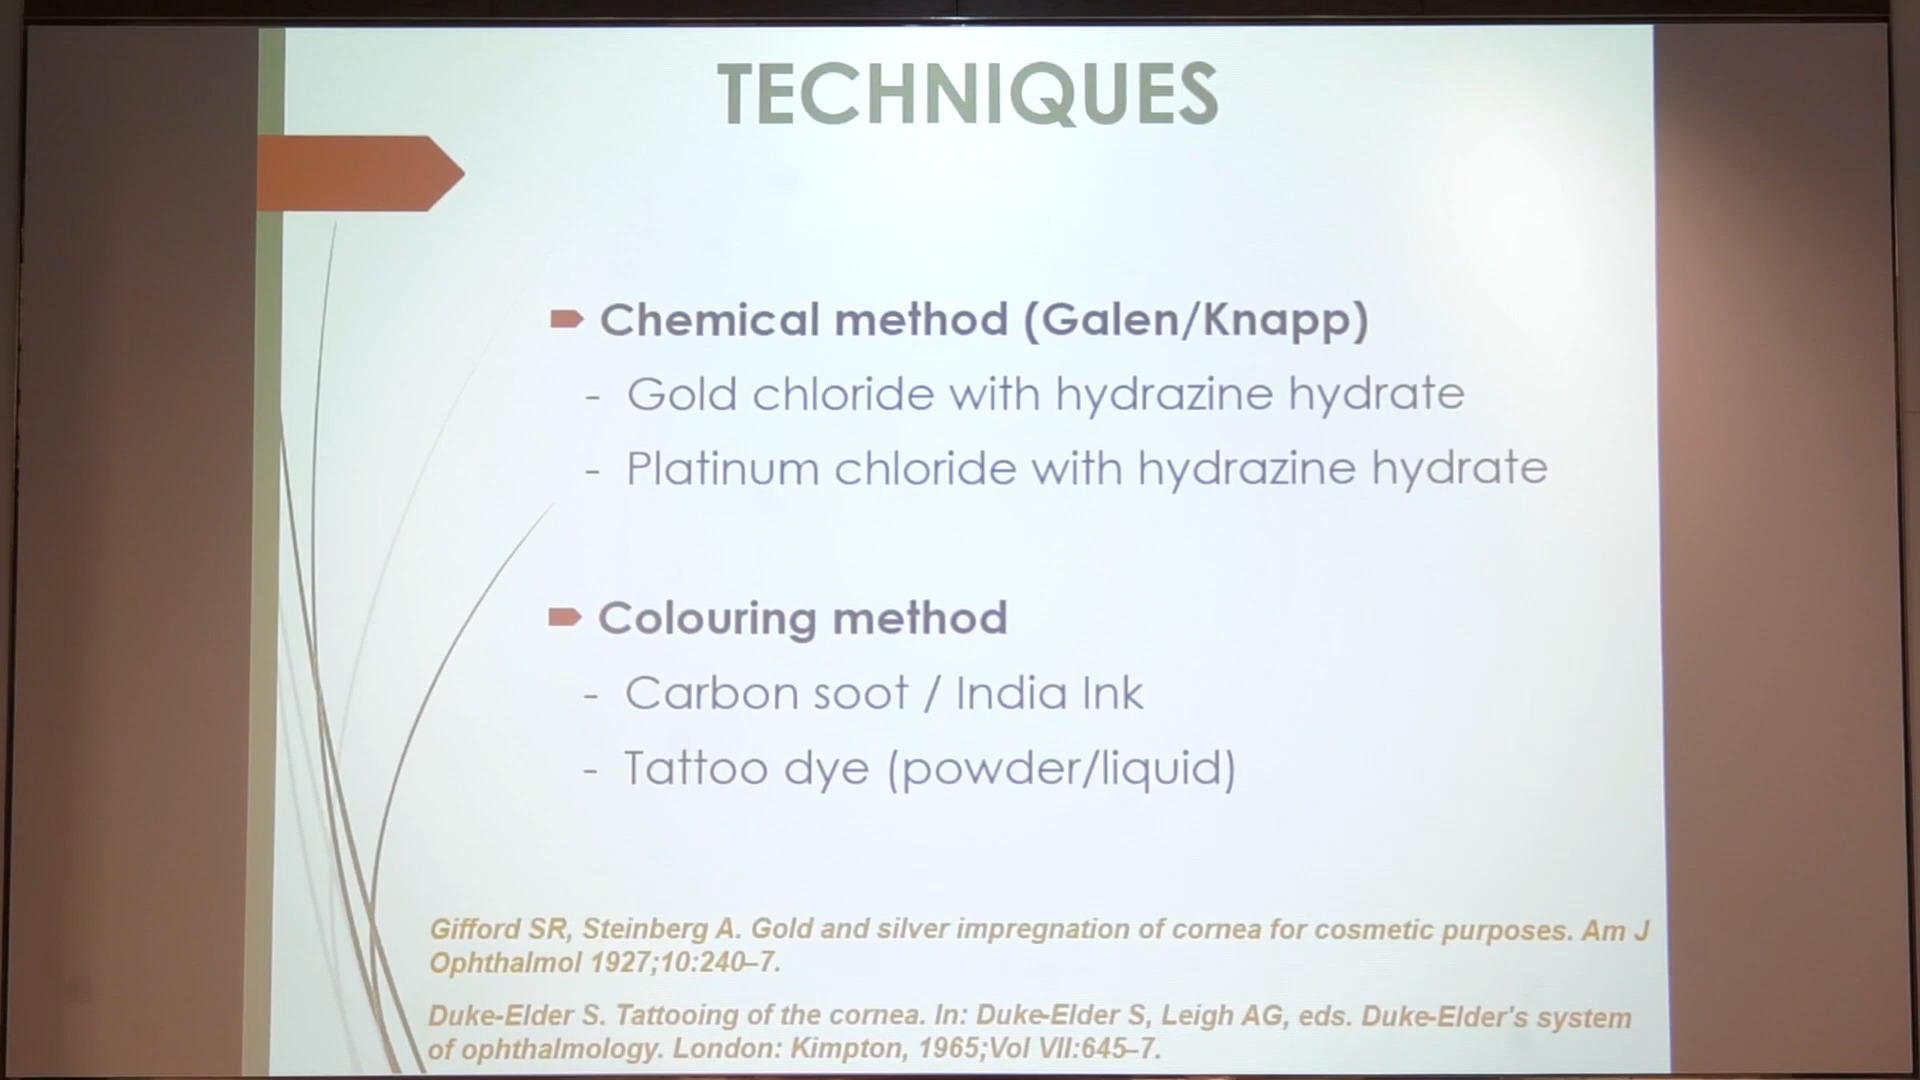 TECHNIQUES
Chemical method (Galen/Knapp)
- Gold chloride with hydrazine hydrate
- Platinum chloride with hydrazine hydrate
Colouring method
- Carbon soot / India Ink
- Tattoo dye (powder/liquid)
Gifford SR, Steinberg A. Gold and silver impregnation of cornea for cosmetic purposes. Am J
Ophthalmol 1927;10:240–7.
Duke-Elder S. Tattooing of the cornea. In: Duke-Elder S, Leigh AG, eds. Duke-Elder's system
of ophthalmology. London: Kimpton, 1965;Vol VII:645–7.